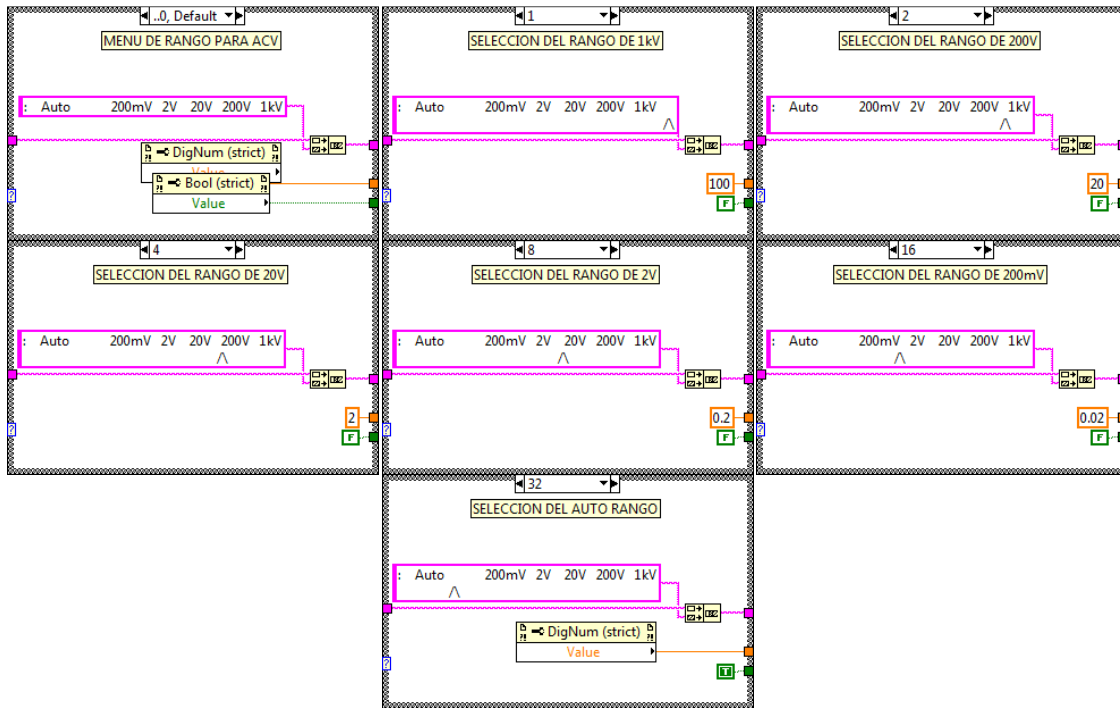 ..0, Default
MENU DE RANGO PARA ACV
: Auto 200mV 2V 20V 200V 1kV
DigNum (strict)
Value
Bool (strict)
Value
?
1
SELECCION DEL RANGO DE 1kV
: Auto 200mV 2V 20V 200V 1kV
/\
100
F
?
2
SELECCION DEL RANGO DE 200V
: Auto 200mV 2V 20V 200V 1kV
/\
20
F
?
4
SELECCION DEL RANGO DE 20V
: Auto 200mV 2V 20V 200V 1kV
/\
2
F
?
8
SELECCION DEL RANGO DE 2V
: Auto 200mV 2V 20V 200V 1kV
/\
0.2
F
?
16
SELECCION DEL RANGO DE 200mV
: Auto 200mV 2V 20V 200V 1kV
/\
0.02
F
?
32
SELECCION DEL AUTO RANGO
: Auto 200mV 2V 20V 200V 1kV
/\
DigNum (strict)
Value
T
?